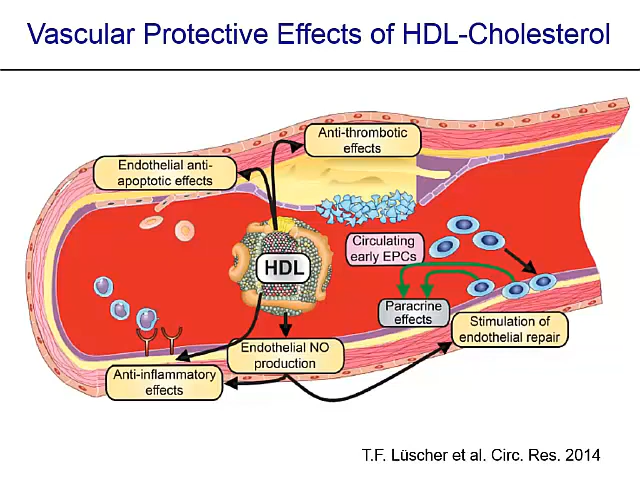 Vascular Protective Effects of HDL-Cholesterol
Anti-thrombotic
effects
Endothelial anti-
apoptotic effects
Circulating
early EPCs
HDL
Paracrine
effects
Stimulation of
endothelial repair
Endothelial NO
production
Anti-inflammatory
effects
T.F. Lüscher et al. Circ. Res. 2014